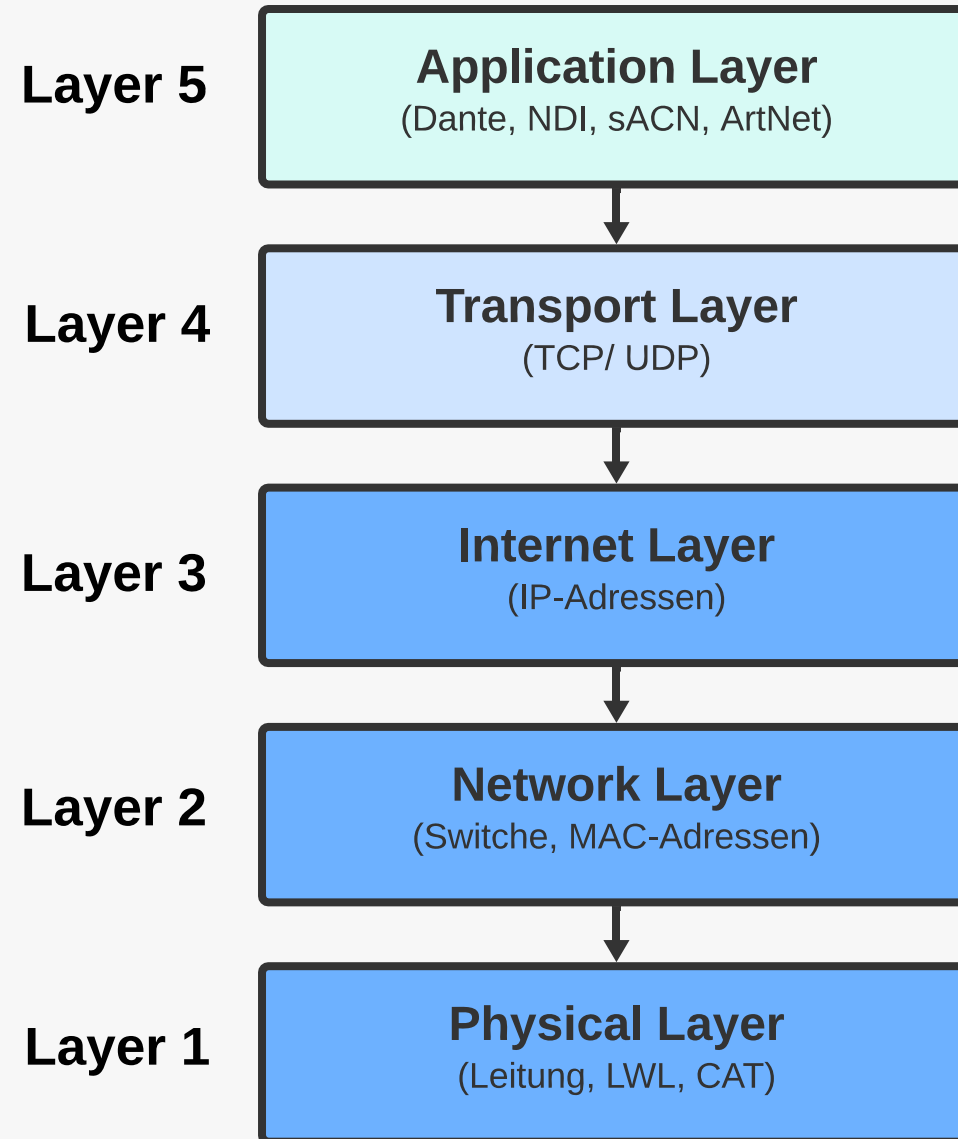 Layer 5
Application Layer
(Dante, NDI, sACN, ArtNet)
Layer 4
Transport Layer
(TCP/ UDP)
Layer 3
Internet Layer
(IP-Adressen)
Layer 2
Network Layer
(Switche, MAC-Adressen)
Layer 1
Physical Layer
(Leitung, LWL, CAT)